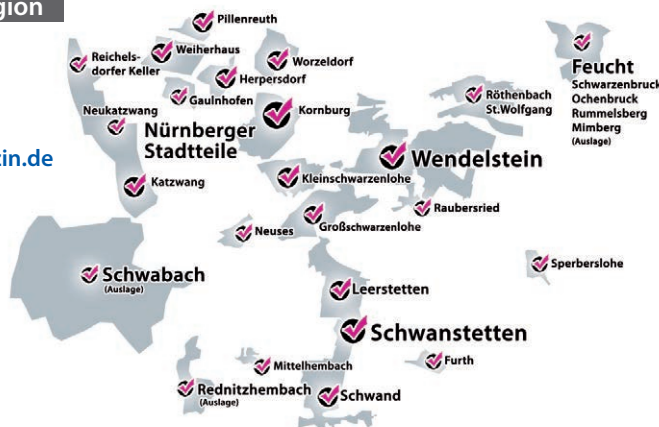 gion
Pillenreuth
Weiherhaus
Reichels-
dorfer Keller
Worzeldorf
Herpersdorf
Gaulnhofen
Neukatzwang
Kornburg
Nürnberger
Stadtteile
Feucht
Schwarzenbruck
Ochenbruck
Rummelsberg
Mimberg
(Auslage)
Röthenbach
St.Wolfgang
tin.de
Wendelstein
Kleinschwarzenlohe
Katzwang
Raubersried
Großschwarzenlohe
Neuses
Sperberslohe
Schwabach
(Auslage)
Leerstetten
Schwanstetten
Furth
Mittelhembach
Rednitzhembach
(Auslage)
Schwand